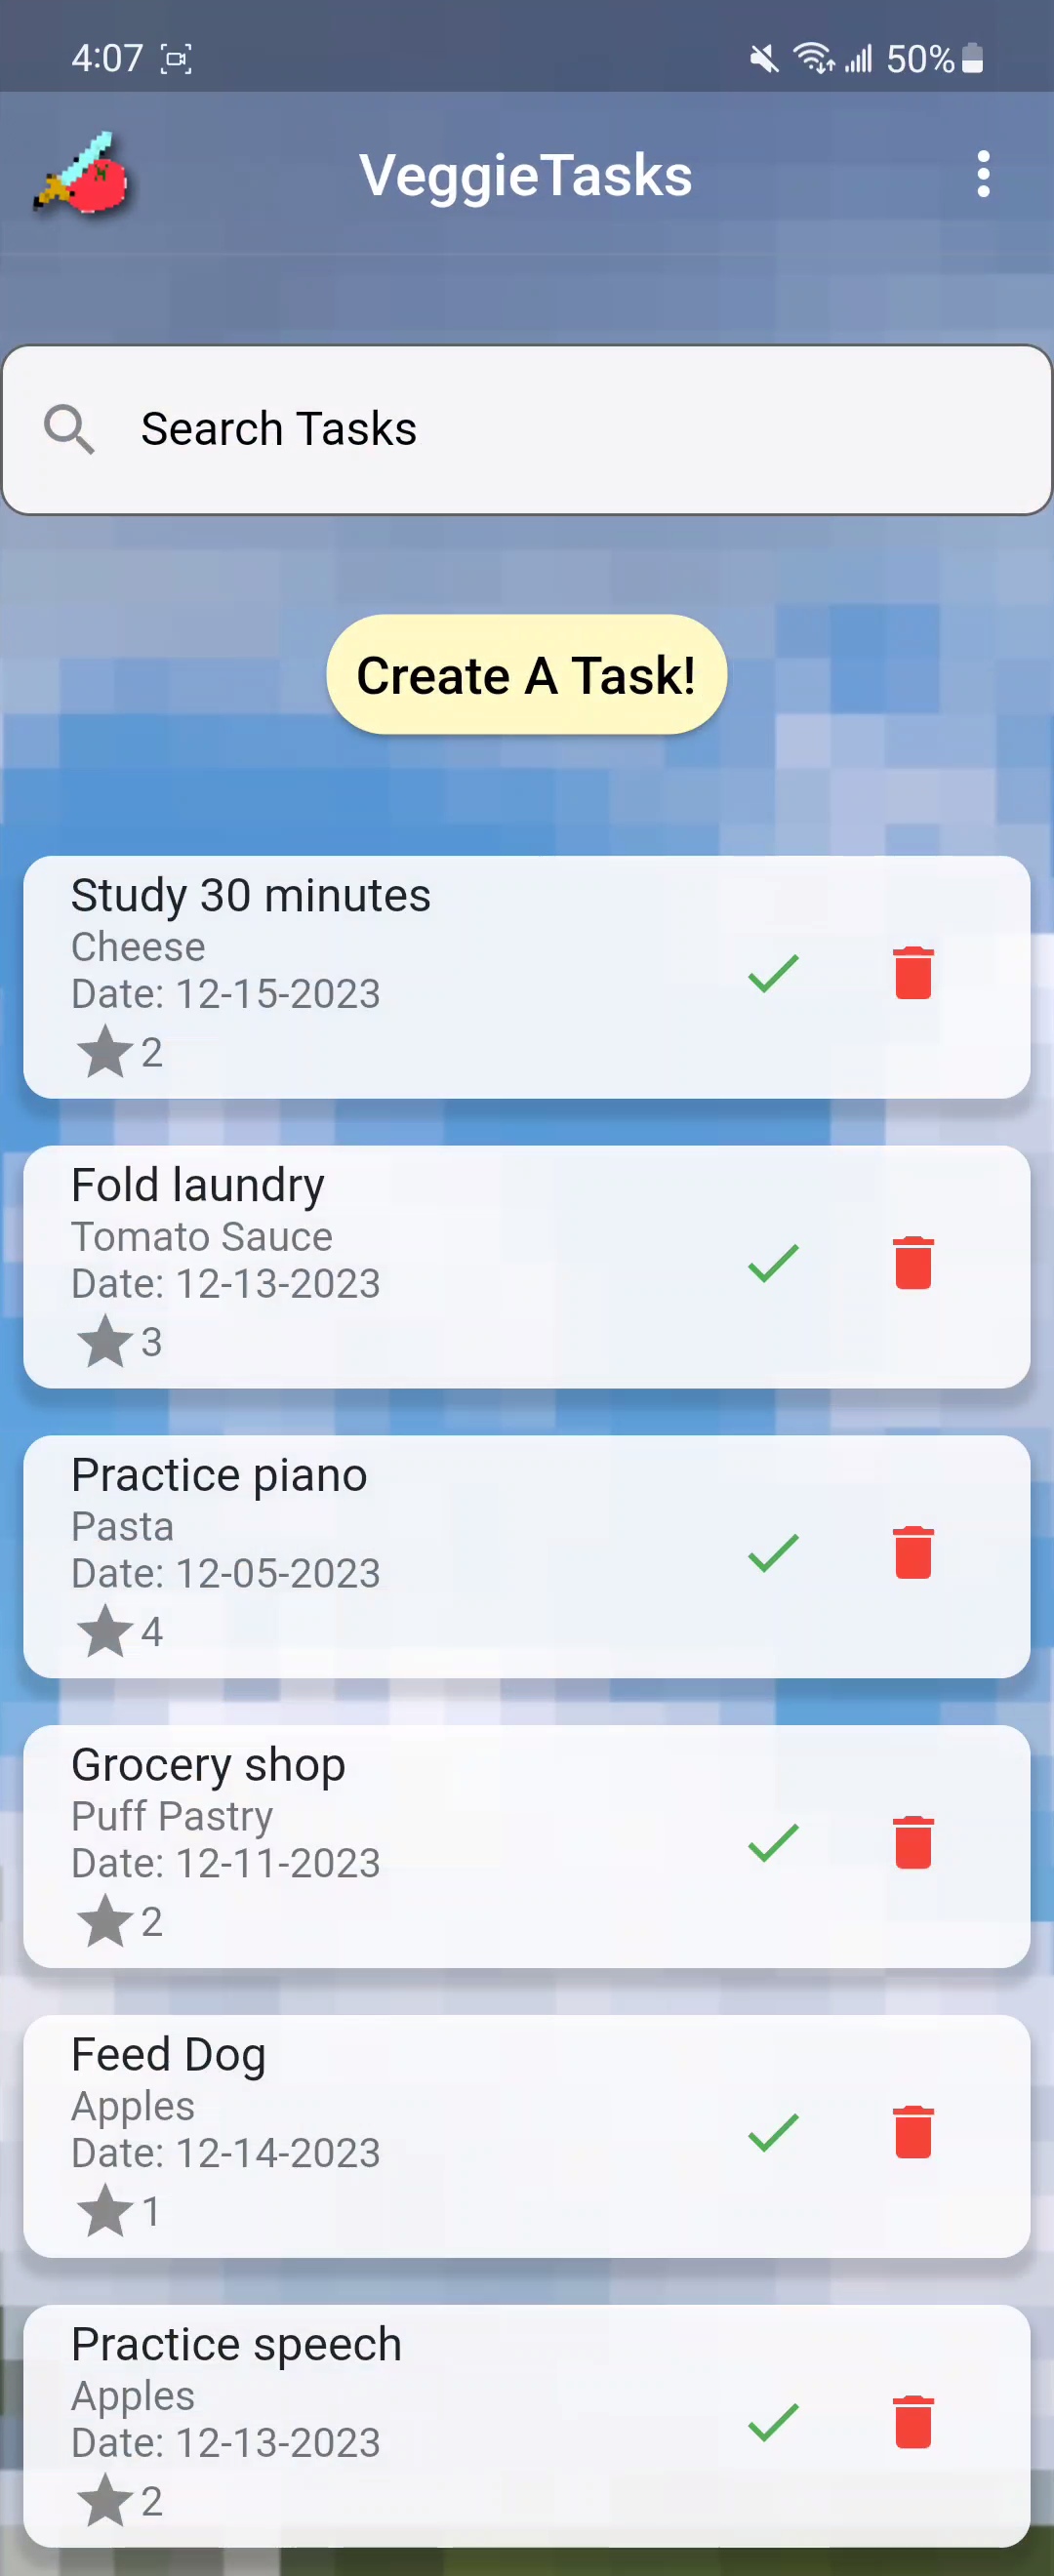 4:07 50%
VeggieTasks
Search Tasks
Create A Task!
Study 30 minutes
Cheese
Date: 12-15-2023
2
Fold laundry
Tomato Sauce
Date: 12-13-2023
3
Practice piano
Pasta
Date: 12-05-2023
4
Grocery shop
Puff Pastry
Date: 12-11-2023
2
Feed Dog
Apples
Date: 12-14-2023
1
Practice speech
Apples
Date: 12-13-2023
2